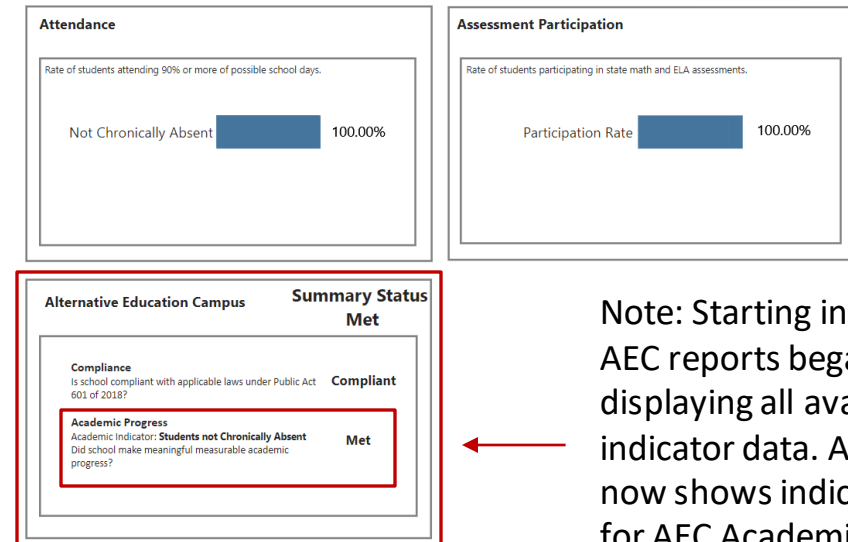 Attendance
Rate of students attending 90% or more of possible school days.
Not Chronically Absent 100.00%
Assessment Participation
Rate of students participating in state math and ELA assessments.
Participation Rate 100.00%
Alternative Education Campus
Summary Status
Met
Compliance
Is school compliant with applicable laws under Public Act
601 of 2018?
Compliant
Academic Progress
Academic Indicator: Students not Chronically Absent
Did school make meaningful measurable academic
progress?
Met
Note: Starting in
AEC reports bega
displaying all ava
indicator data. A
now shows indic
for AEC Academi